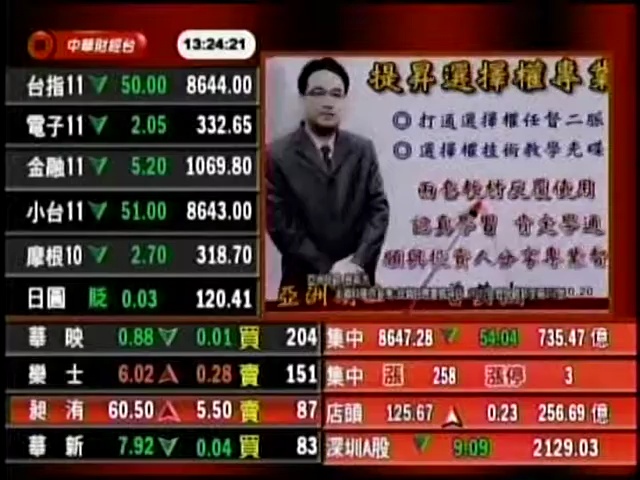 中華財經台
13:24:21
台指11 50.00 8644.00
電子11 2.05 332.65
金融11 5.20 1069.80
小台11 51.00 8643.00
摩根10 2.70 318.70
日圓 貶 0.03 120.41
提昇選擇權專業
◎打通選擇權任督二脈
◎選擇權技術教學光碟
兩套教材反覆使用
認真學習 肯定學通
願與投資人分享專業智
亞洲
華映 0.88 0.01 買 204
樂士 6.02 0.28 賣 151
昶洧 60.50 5.50 賣 87
華新 7.92 0.04 買 83
集中 8647.28 54.04 735.47 億
集中 漲 258 漲停 3
店頭 125.67 0.23 256.69 億
深圳A股 9.09 2129.03